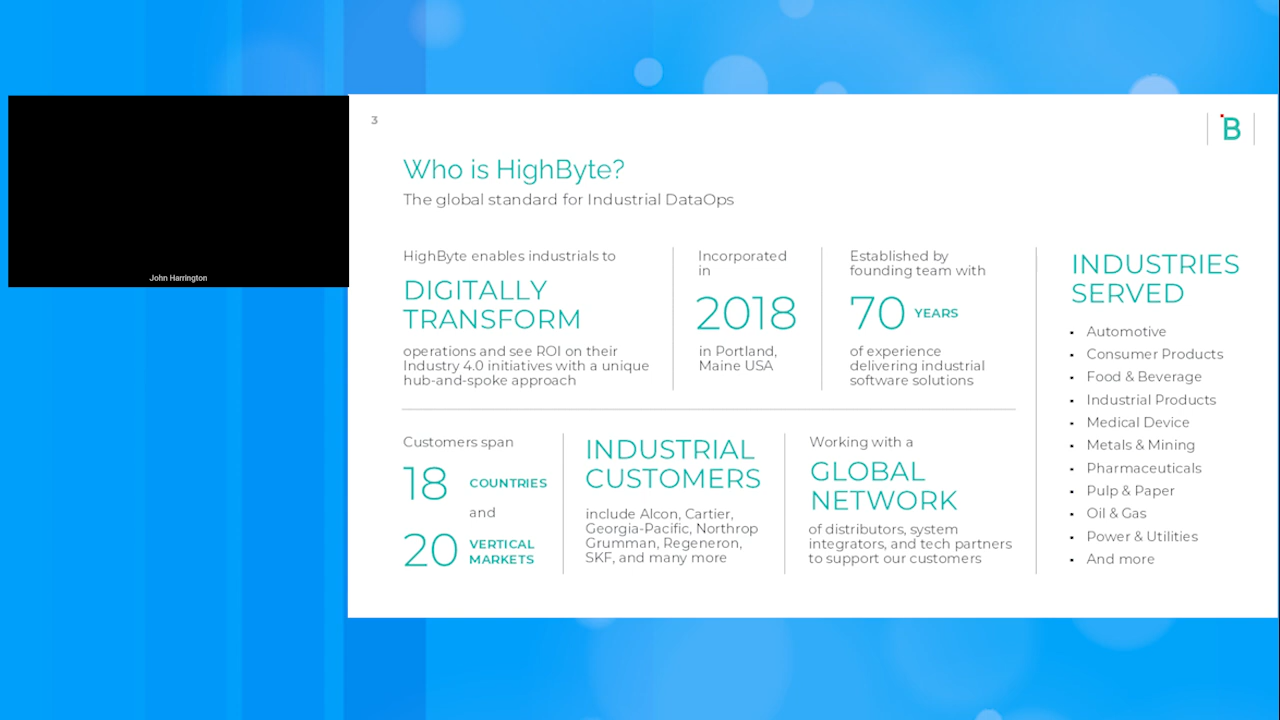 John Harrington
3
B
Who is HighByte?
The global standard for Industrial DataOps
HighByte enables industrials to
DIGITALLY
TRANSFORM
operations and see ROI on their
Industry 4.0 initiatives with a unique
hub-and-spoke approach
Incorporated
in
2018
in Portland,
Maine USA
Established by
founding team with
70 YEARS
of experience
delivering industrial
software solutions
Customers span
18 COUNTRIES
and
20 VERTICAL
MARKETS
INDUSTRIAL
CUSTOMERS
include Alcon, Cartier,
Georgia-Pacific, Northrop
Grumman, Regeneron,
SKF, and many more
Working with a
GLOBAL
NETWORK
of distributors, system
integrators, and tech partners
to support our customers
INDUSTRIES
SERVED
• Automotive
• Consumer Products
• Food & Beverage
• Industrial Products
• Medical Device
• Metals & Mining
• Pharmaceuticals
• Pulp & Paper
• Oil & Gas
• Power & Utilities
• And more